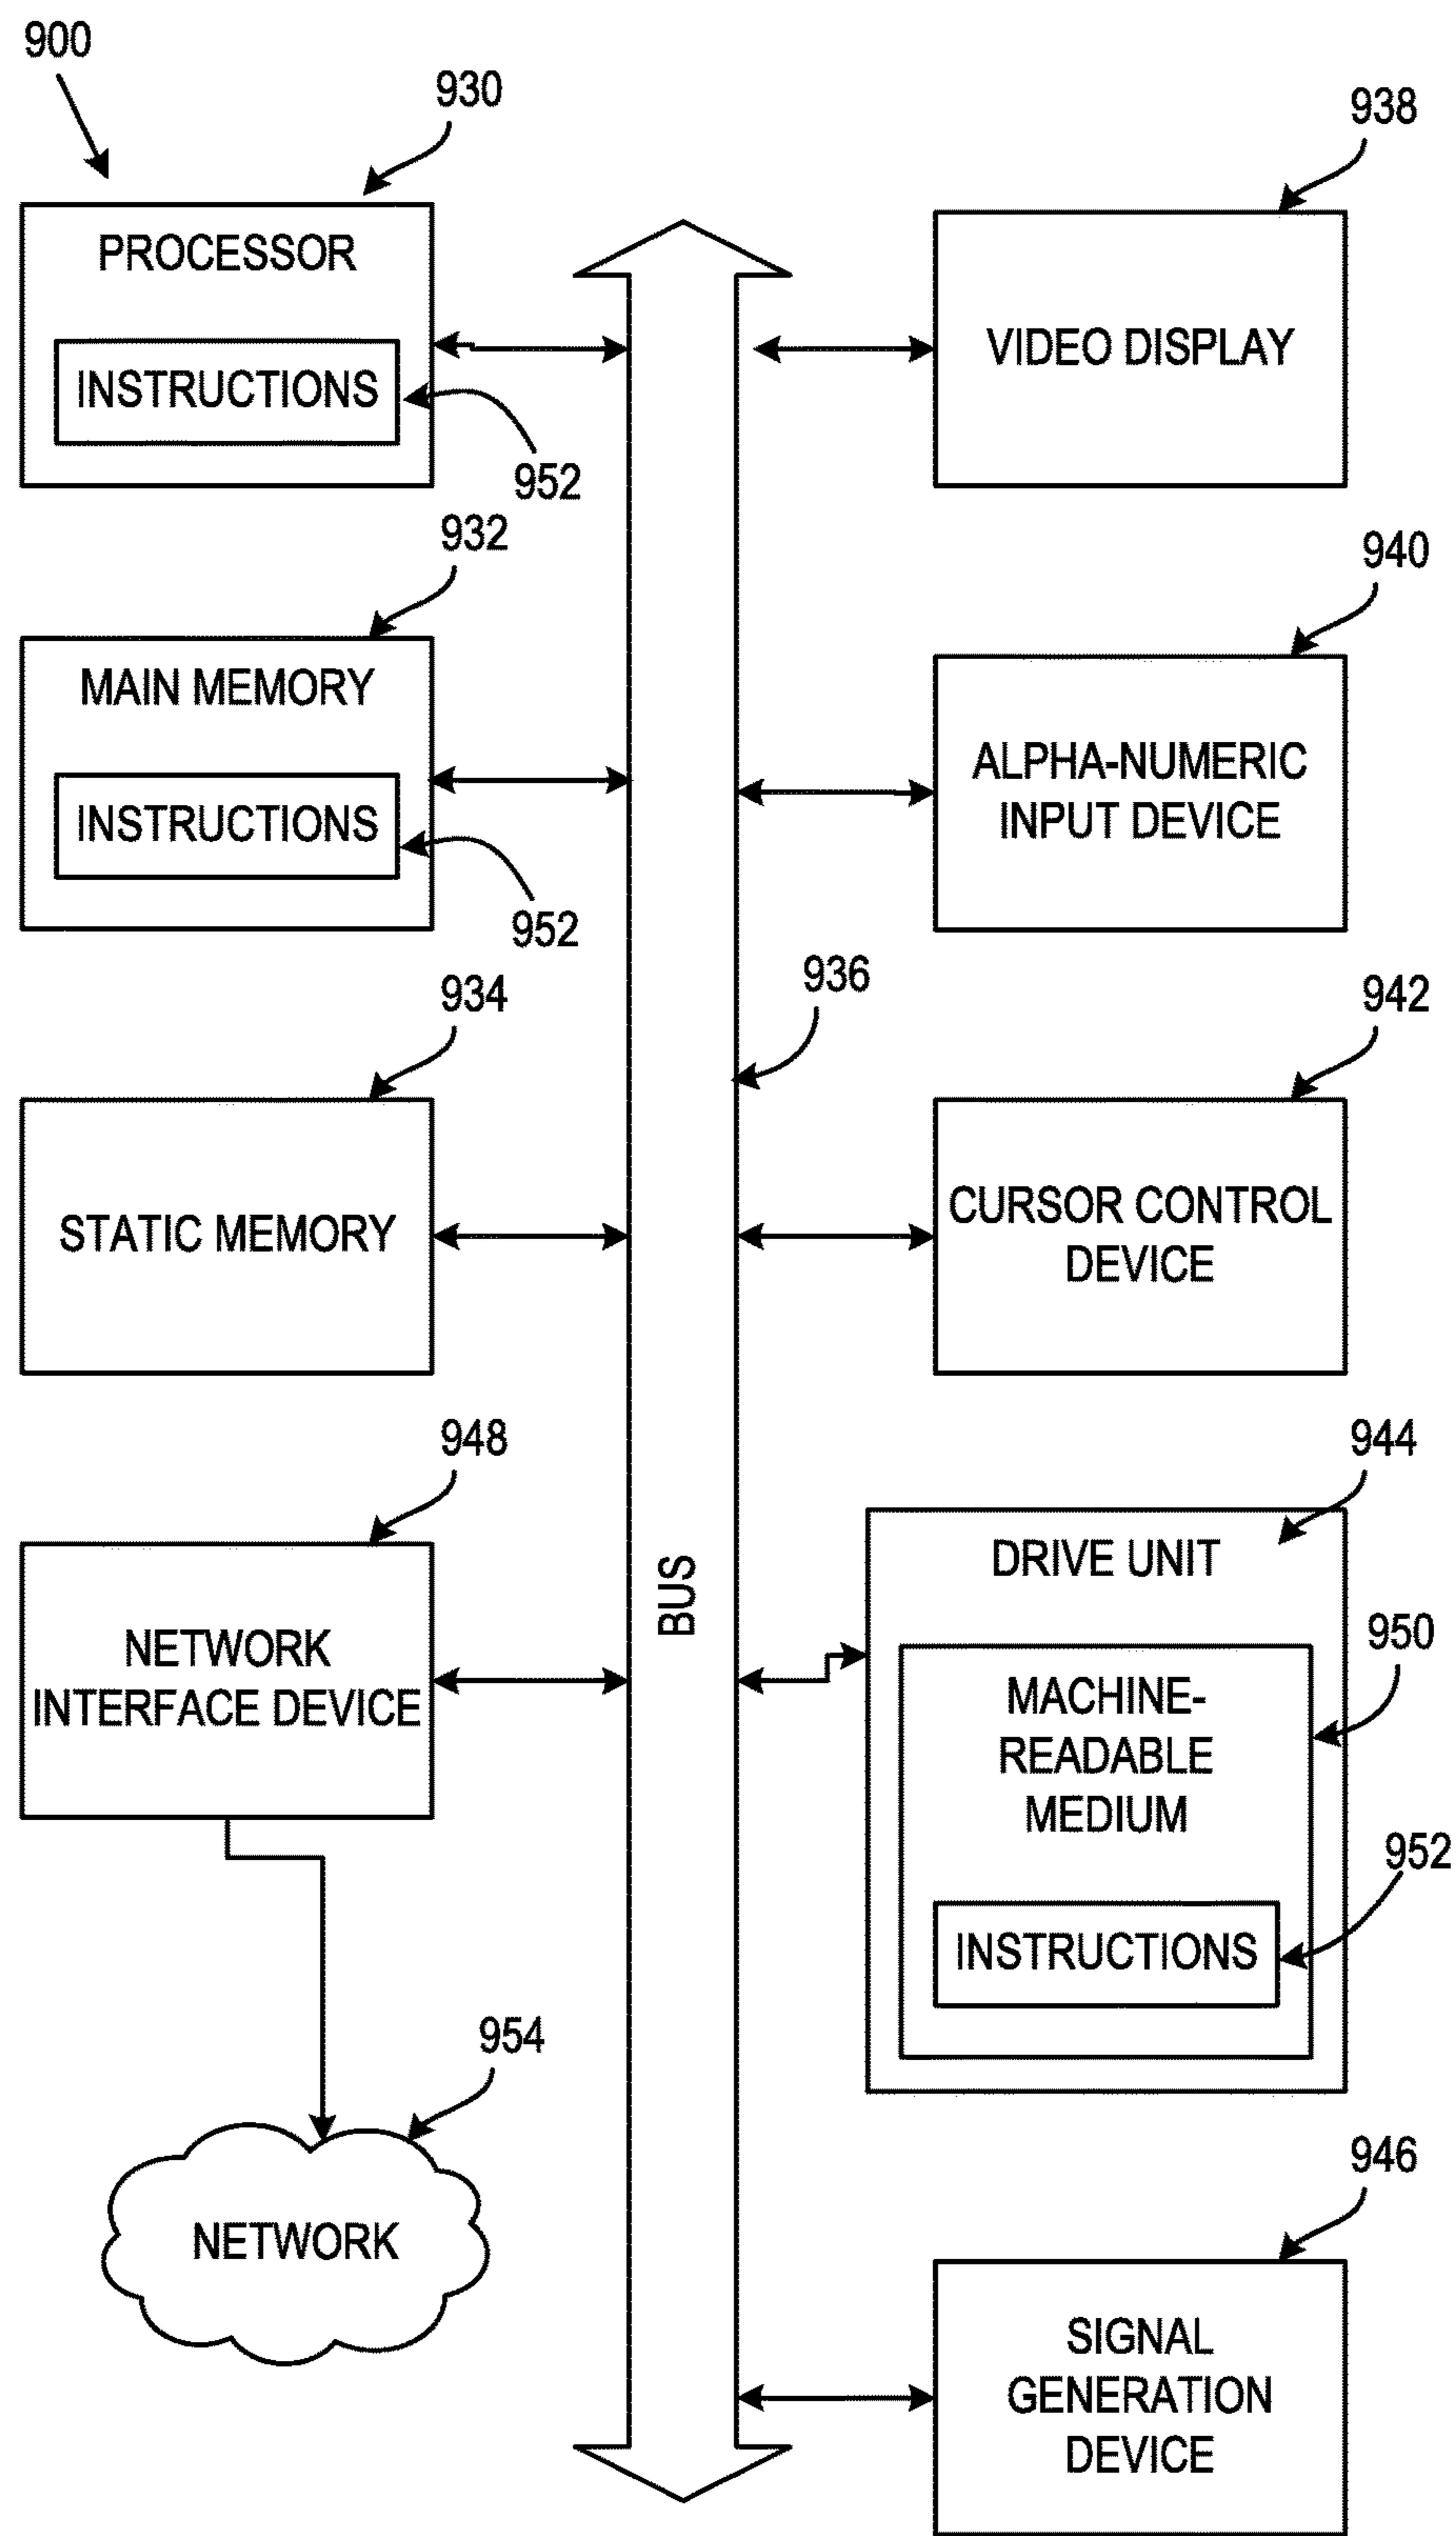 900
930
PROCESSOR
INSTRUCTIONS
952
932
MAIN MEMORY
INSTRUCTIONS
952
934
STATIC MEMORY
948
NETWORK
INTERFACE DEVICE
954
NETWORK
BUS
936
938
VIDEO DISPLAY
940
ALPHA-NUMERIC
INPUT DEVICE
942
CURSOR CONTROL
DEVICE
944
DRIVE UNIT
950
MACHINE-
READABLE
MEDIUM
952
INSTRUCTIONS
946
SIGNAL
GENERATION
DEVICE